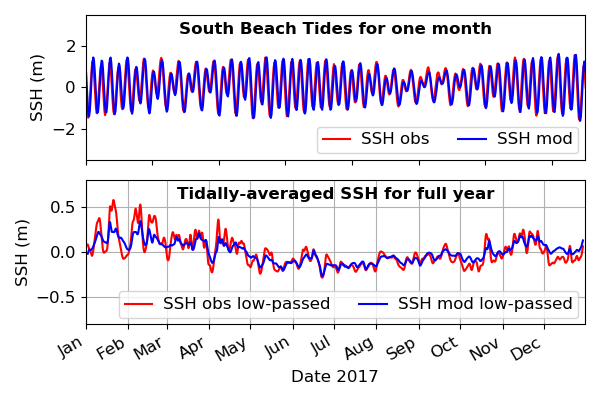 South Beach Tides for one month
SSH (m)
2
0
−2
SSH obs
SSH mod
Tidally-averaged SSH for full year
SSH (m)
0.5
0.0
−0.5
SSH obs low-passed
SSH mod low-passed
Jan Feb Mar Apr May Jun Jul Aug Sep Oct Nov Dec
Date 2017